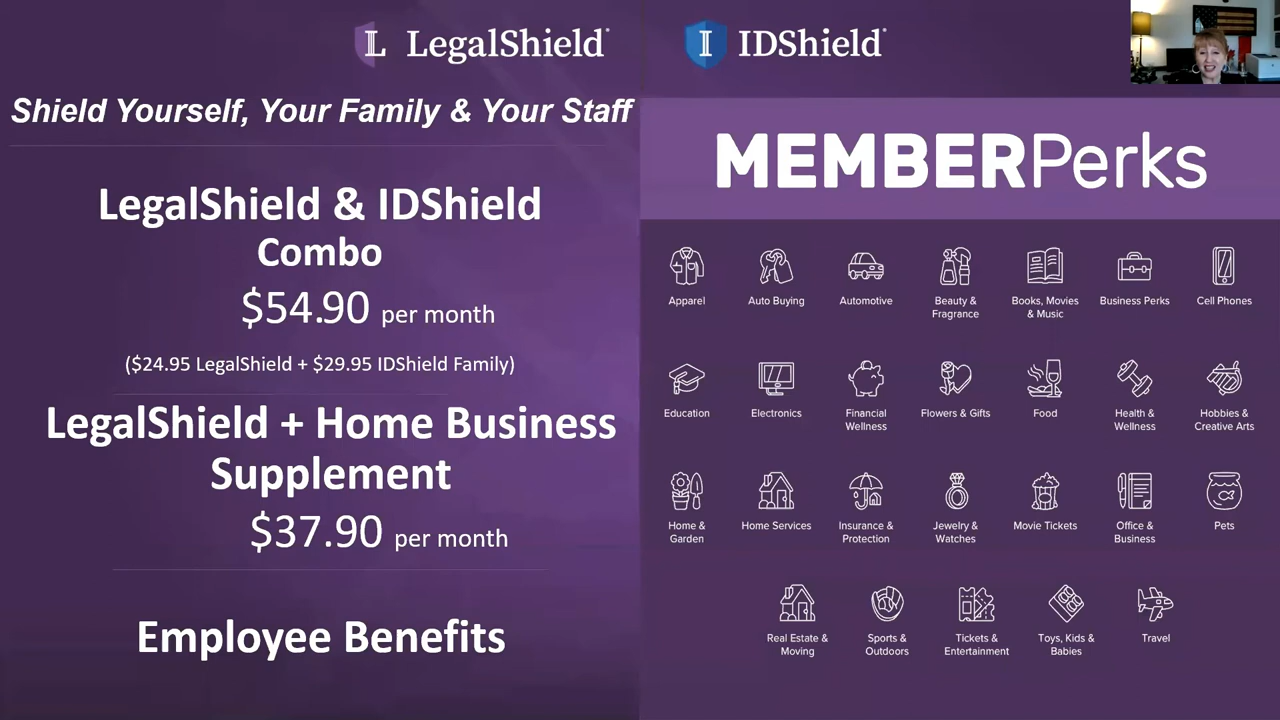 LegalShield®
IDShield®
Shield Yourself, Your Family & Your Staff
LegalShield & IDShield
Combo
$54.90 per month
($24.95 LegalShield + $29.95 IDShield Family)
LegalShield + Home Business
Supplement
$37.90 per month
Employee Benefits
MEMBERPerks
Apparel
Auto Buying
Automotive
Beauty &
Fragrance
Books, Movies
& Music
Business Perks
Cell Phones
Education
Electronics
Financial
Wellness
Flowers & Gifts
Food
Health &
Wellness
Hobbies &
Creative Arts
Home &
Garden
Home Services
Insurance &
Protection
Jewelry &
Watches
Movie Tickets
Office &
Business
Pets
Real Estate &
Moving
Sports &
Outdoors
Tickets &
Entertainment
Toys, Kids &
Babies
Travel